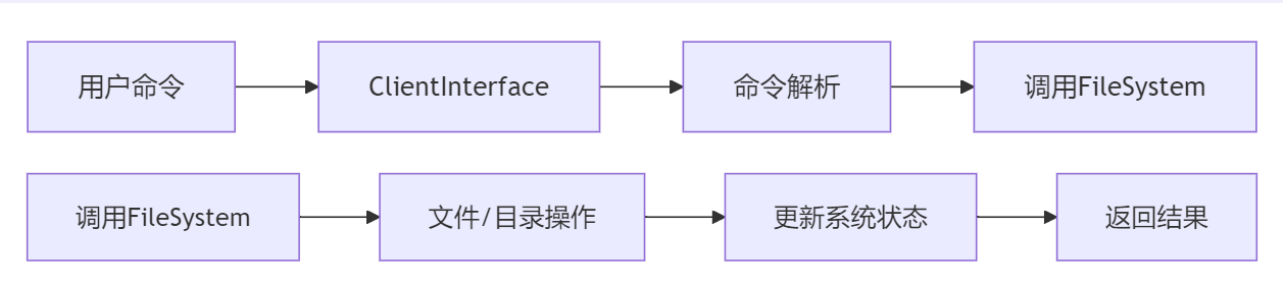 用户命令
ClientInterface
命令解析
调用FileSystem
调用FileSystem
文件/目录操作
更新系统状态
返回结果